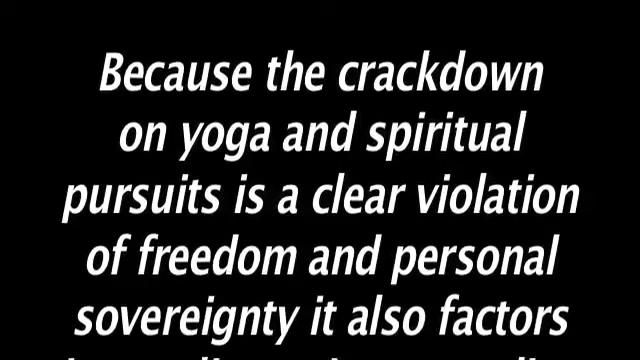 Because the crackdown
on yoga and spiritual
pursuits is a clear violation
of freedom and personal
sovereignty it also factors